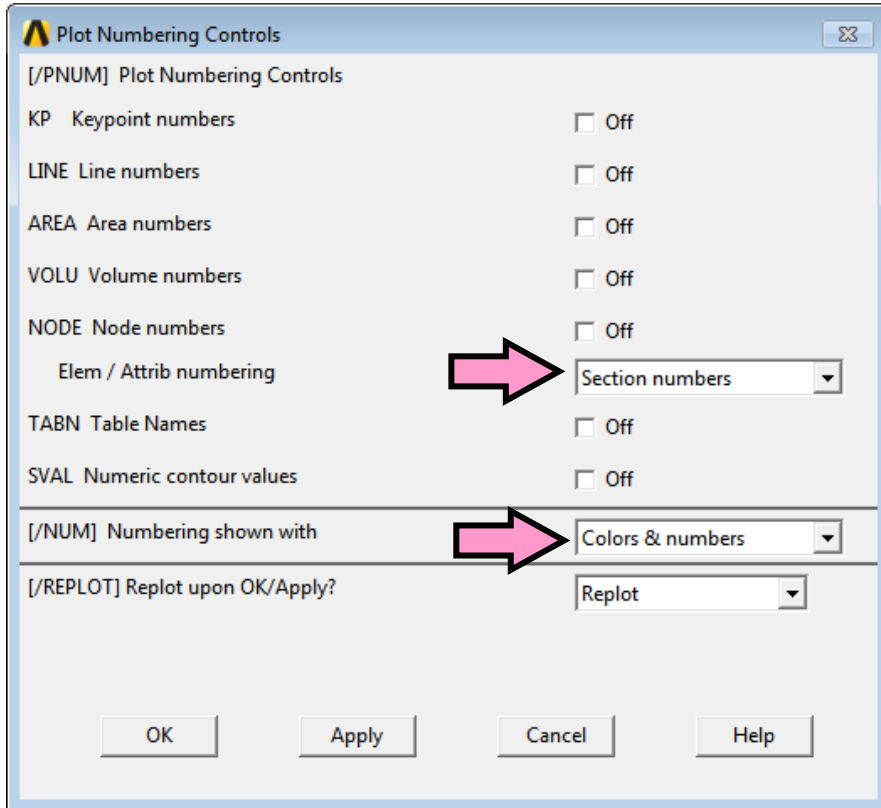 Plot Numbering Controls
[/PNUM] Plot Numbering Controls
KP Keypoint numbers Off
LINE Line numbers Off
AREA Area numbers Off
VOLU Volume numbers Off
NODE Node numbers Off
Elem / Attrib numbering Section numbers
TABN Table Names Off
SVAL Numeric contour values Off
[/NUM] Numbering shown with Colors & numbers
[/REPLOT] Replot upon OK/Apply? Replot
OK Apply Cancel Help